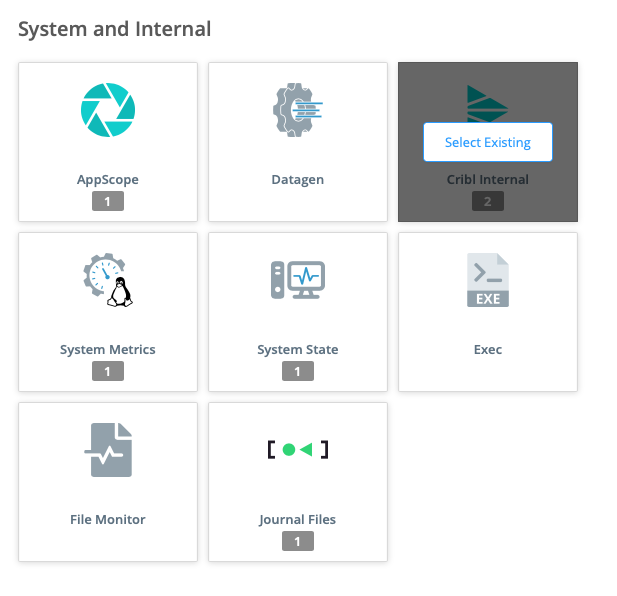 System and Internal
AppScope
1
Datagen
Select Existing
Cribl Internal
2
System Metrics
1
System State
1
EXE
Exec
File Monitor
Journal Files
1